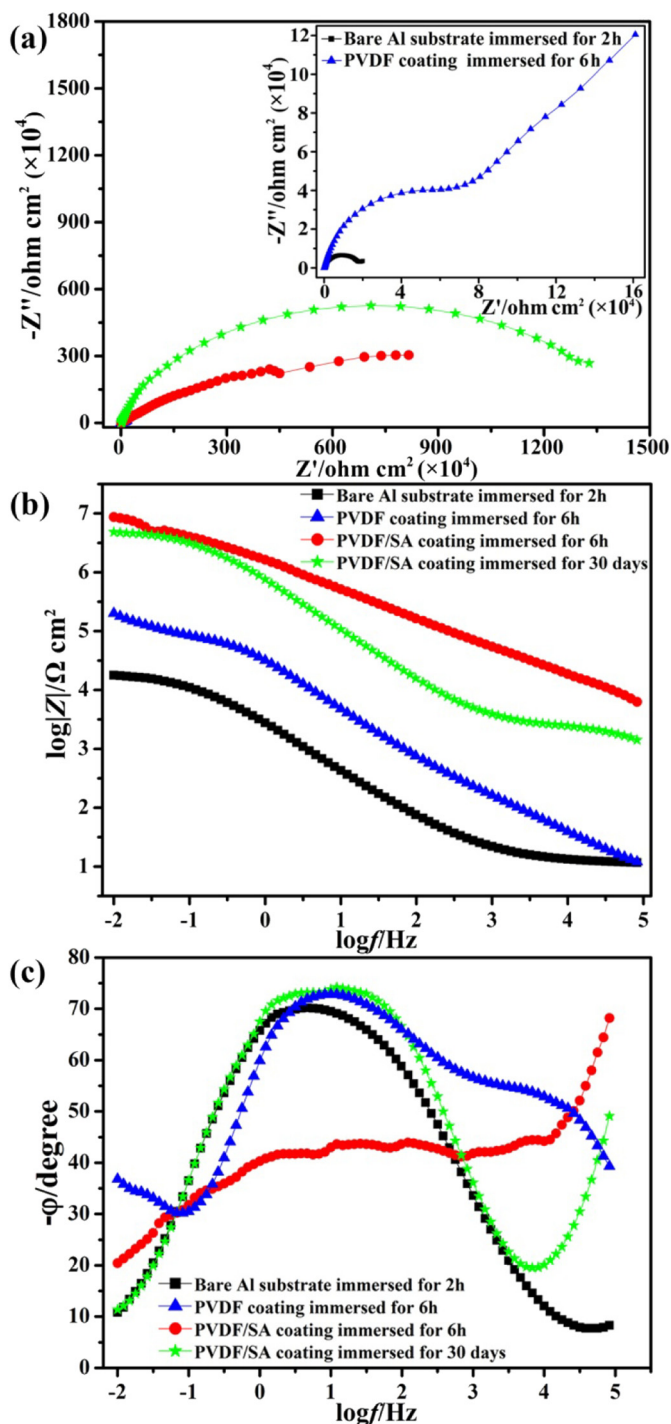 (a)
1800
1500
1200
900
600
300
0
-Z''/ohm cm² (×10⁴)
0 300 600 900 1200 1500
Z'/ohm cm² (×10⁴)
Bare Al substrate immersed for 2h
PVDF coating immersed for 6h
12
10
8
6
4
2
0
-Z''/ohm cm² (×10⁴)
0 4 8 12 16
Z'/ohm cm² (×10⁴)
(b)
Bare Al substrate immersed for 2h
PVDF coating immersed for 6h
PVDF/SA coating immersed for 6h
PVDF/SA coating immersed for 30 days
7
6
5
4
3
2
1
log|Z|/Ω cm²
-2 -1 0 1 2 3 4 5
logf/Hz
(c)
80
70
60
50
40
30
20
10
0
-φ/degree
Bare Al substrate immersed for 2h
PVDF coating immersed for 6h
PVDF/SA coating immersed for 6h
PVDF/SA coating immersed for 30 days
-2 -1 0 1 2 3 4 5
logf/Hz